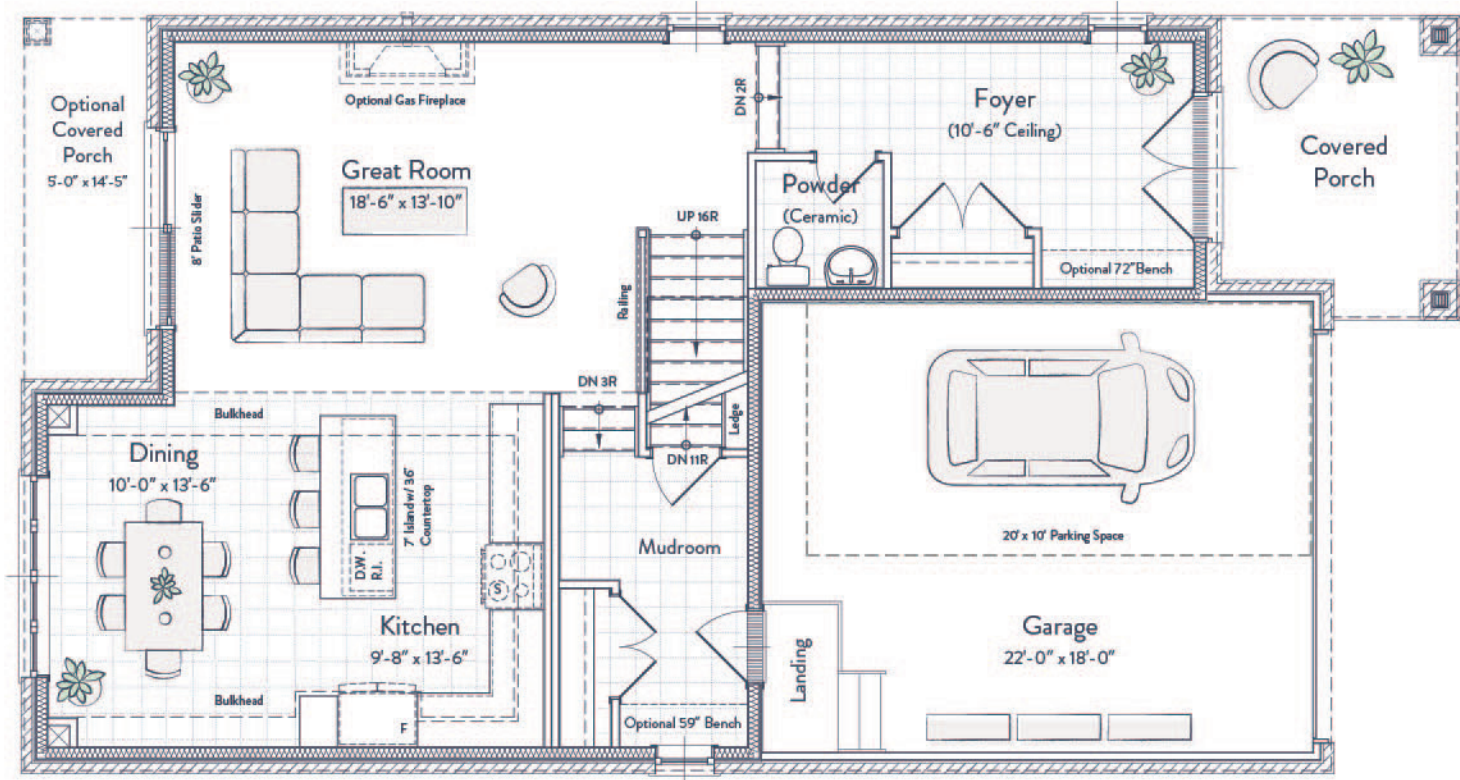 Optional
Covered
Porch
5-0" x 14'-5"
8' Patio Slider
Optional Gas Fireplace
Great Room
18'-6" x 13'-10"
DN 2R
Foyer
(10'-6" Ceiling)
Covered
Porch
Powder
(Ceramic)
Optional 72" Bench
UP 16R
Railing
DN 3R
Ledge
DN 11R
Bulkhead
Dining
10'-0" x 13'-6"
7' Island w/ 36
Countertop
D.W.
R.I.
S
Kitchen
9'-8" x 13'-6"
Bulkhead
F
Mudroom
Optional 59" Bench
Landing
20' x 10' Parking Space
Garage
22'-0" x 18'-0"